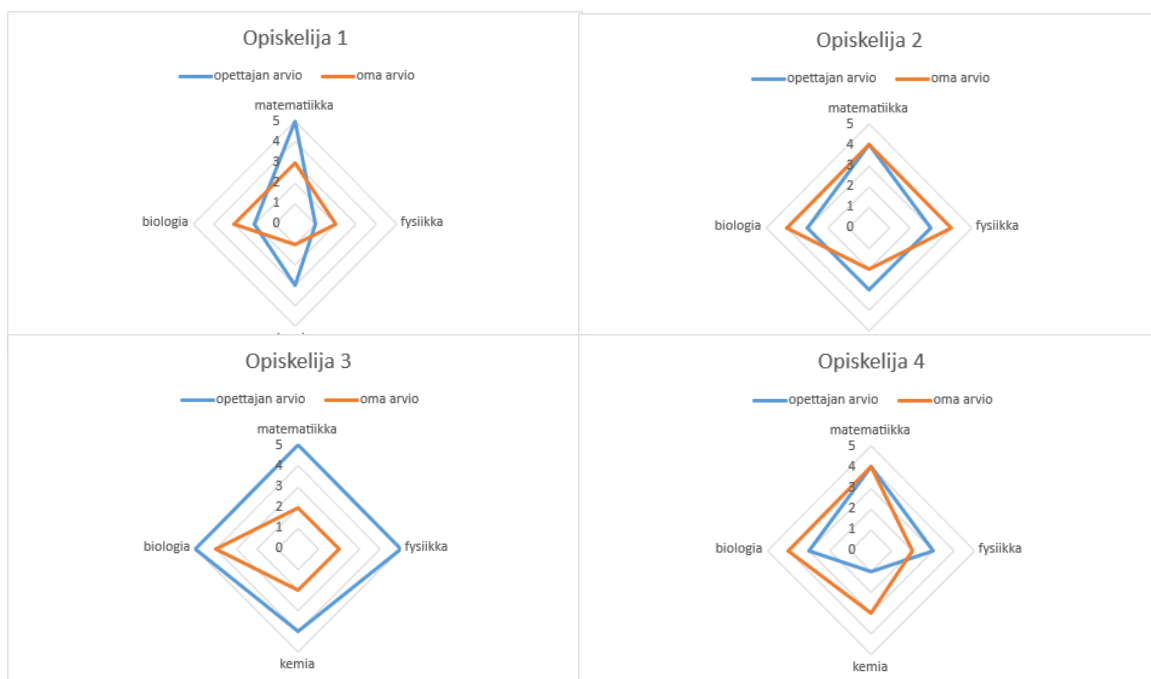 Opiskelija 1
opettajan arvio oma arvio
matematiikka
5
4
3
2
1
0
biologia
fysiikka
Opiskelija 2
opettajan arvio oma arvio
matematiikka
5
4
3
2
1
0
biologia
fysiikka
Opiskelija 3
opettajan arvio oma arvio
matematiikka
5
4
3
2
1
0
biologia
fysiikka
kemia
Opiskelija 4
opettajan arvio oma arvio
matematiikka
5
4
3
2
1
0
biologia
fysiikka
kemia